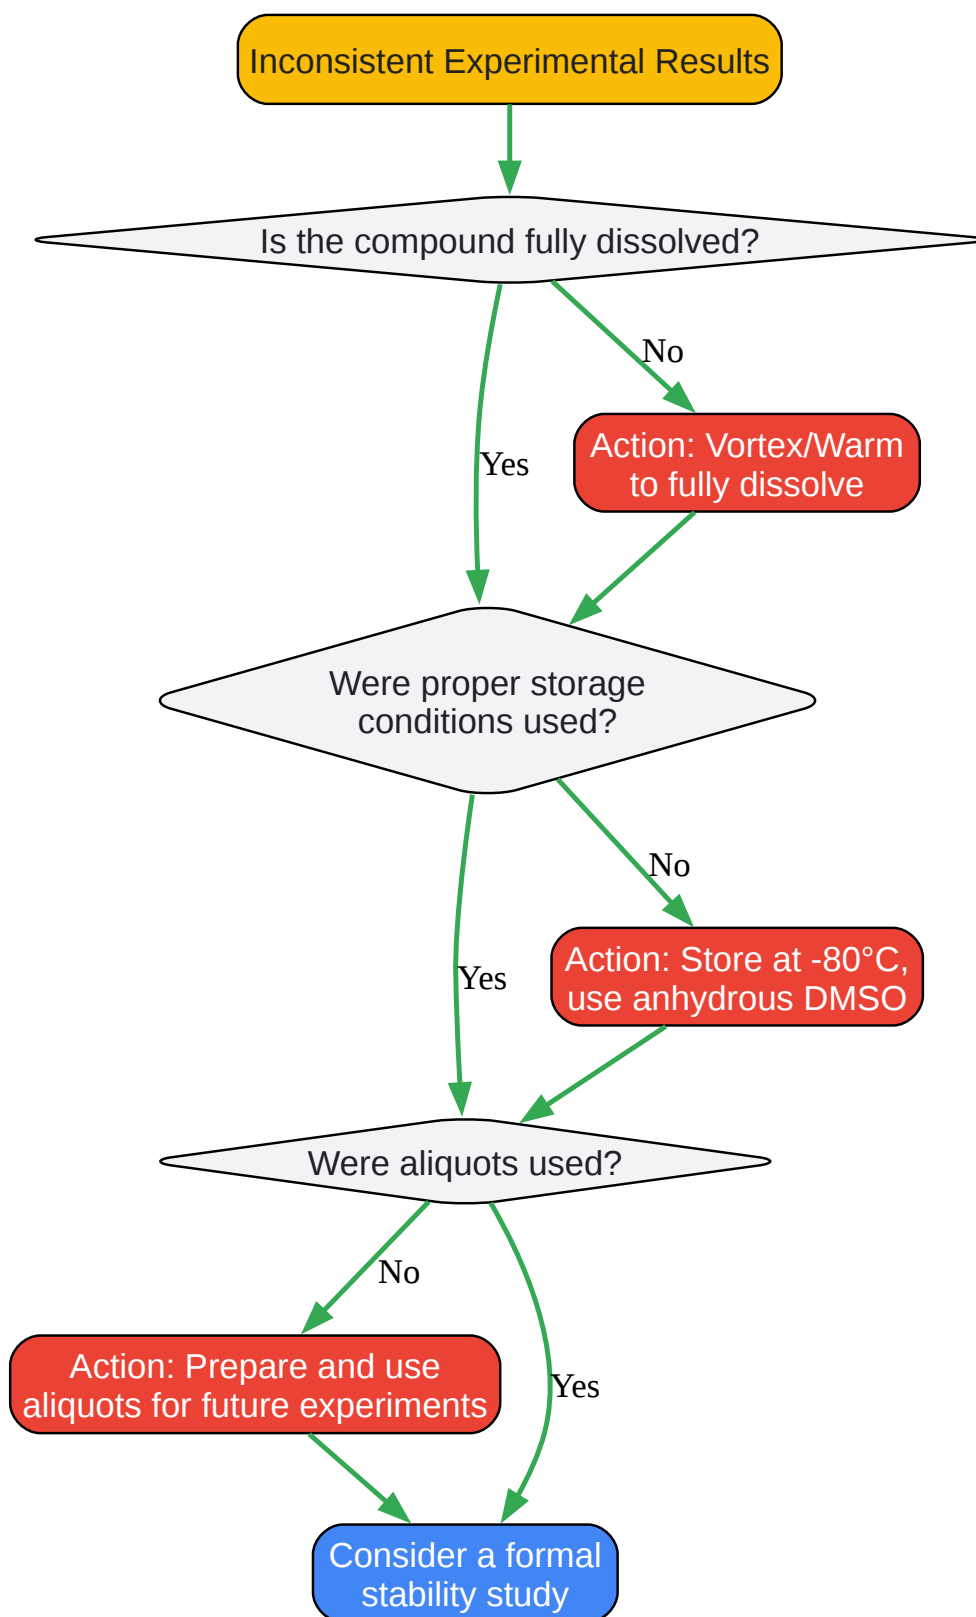 Inconsistent Experimental Results
Is the compound fully dissolved?
No
Action: Vortex/Warm
to fully dissolve
Yes
Were proper storage
conditions used?
No
Action: Store at -80°C,
use anhydrous DMSO
Yes
Were aliquots used?
No
Action: Prepare and use
aliquots for future experiments
Yes
Consider a formal
stability study